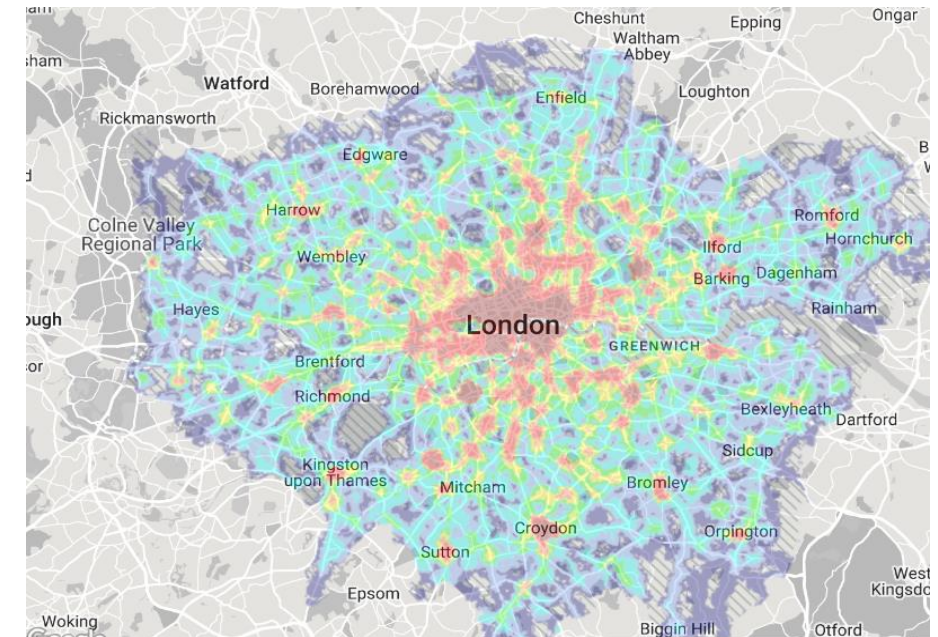 Cheshunt
Epping
Ongar
Waltham
Abbey
Watford
Borehamwood
Enfield
Loughton
Rickmansworth
Edgware
Harrow
Romford
Colne Valley
Regional Park
Ilford
Hornchurch
Wembley
Barking
Dagenham
Hayes
Rainham
London
GREENWICH
Brentford
Richmond
Bexleyheath
Dartford
Sidcup
Kingston
upon Thames
Mitcham
Bromley
Croydon
Orpington
Sutton
Epsom
West
Kingsdo
Woking
Biggin Hill
Otford